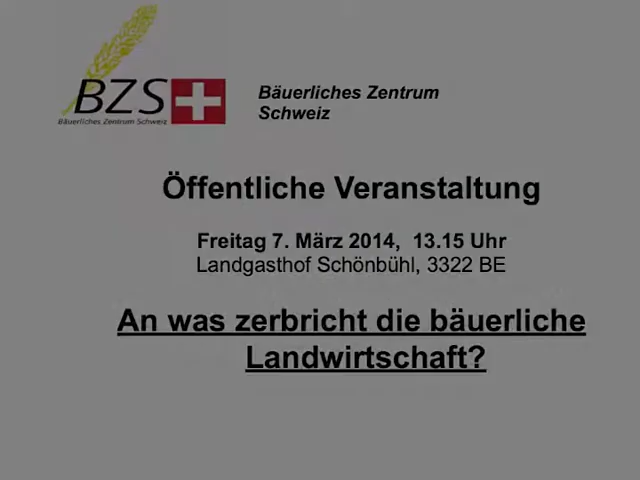 BZS
Bäuerliches Zentrum Schweiz
Bäuerliches Zentrum
Schweiz
Öffentliche Veranstaltung
Freitag 7. März 2014, 13.15 Uhr
Landgasthof Schönbühl, 3322 BE
An was zerbricht die bäuerliche
Landwirtschaft?